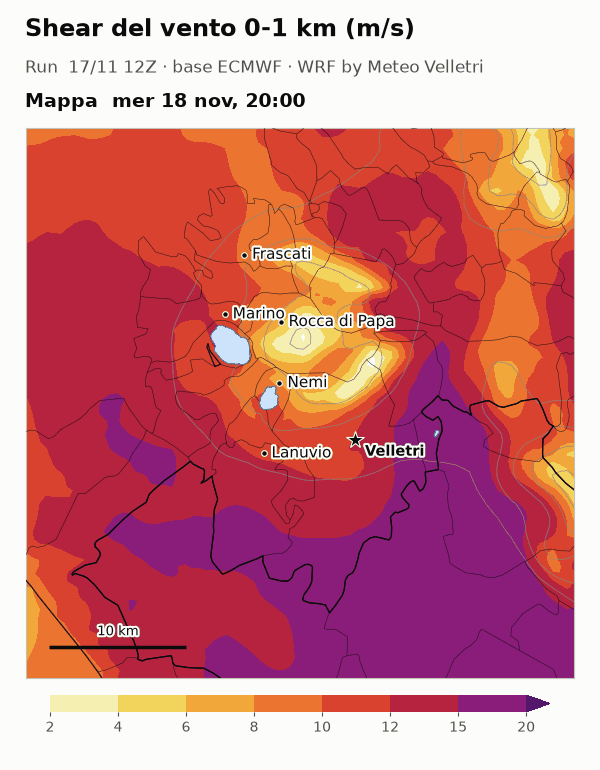 Shear del vento 0-1 km (m/s)
Run  17/11 12Z · base ECMWF · WRF by Meteo Velletri
Mappa  mer 18 nov, 20:00
Frascati
Marino
Rocca di Papa
Nemi
Velletri
Lanuvio
10 km
2 4 6 8 10 12 15 20